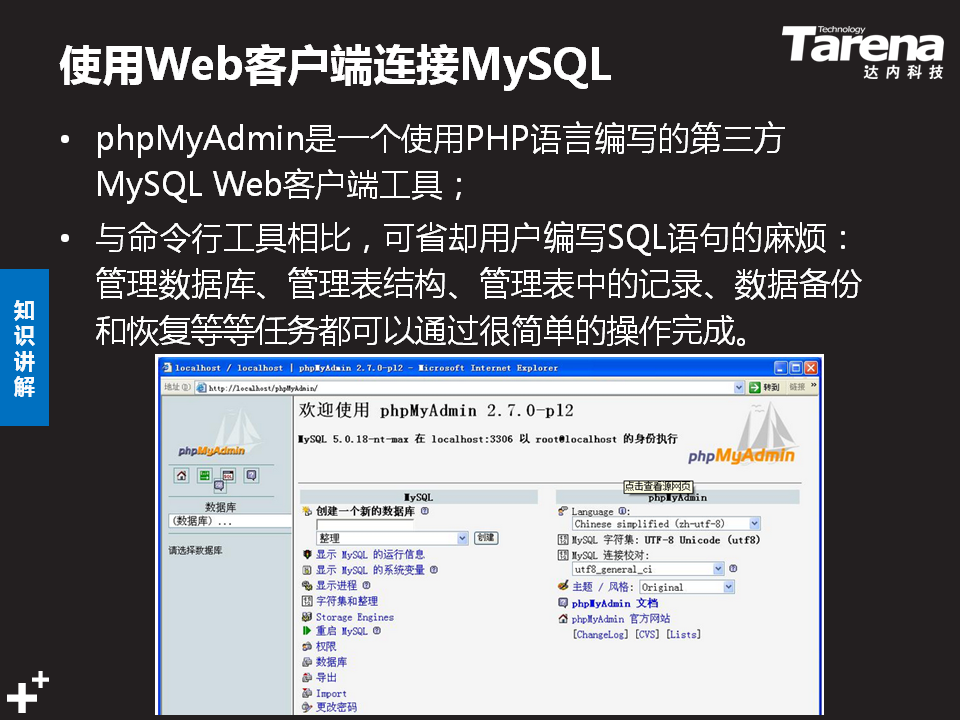 使用Web客户端连接MySQL
Technology
Tarena
达内科技
• phpMyAdmin是一个使用PHP语言编写的第三方
MySQL Web客户端工具；
• 与命令行工具相比，可省却用户编写SQL语句的麻烦：
管理数据库、管理表结构、管理表中的记录、数据备份
和恢复等等任务都可以通过很简单的操作完成。
知识讲解
localhost / localhost | phpMyAdmin 2.7.0-pl2 - Microsoft Internet Explorer
地址(D) http://localhost/phpMyAdmin/ 转到 链接 »
phpMyAdmin
数据库
(数据库) ...
请选择数据库
欢迎使用 phpMyAdmin 2.7.0-pl2
MySQL 5.0.18-nt-max 在 localhost:3306 以 root@localhost 的身份执行
phpMyAdmin
点击查看源网页
MySQL
创建一个新的数据库
整理 创建
显示 MySQL 的运行信息
显示 MySQL 的系统变量
显示进程
字符集和整理
Storage Engines
重启 MySQL
权限
数据库
导出
Import
更改密码
phpMyAdmin
Language :
Chinese simplified (zh-utf-8)
MySQL 字符集: UTF-8 Unicode (utf8)
MySQL 连接校对:
utf8_general_ci
主题 / 风格: Original
phpMyAdmin 文档
phpMyAdmin 官方网站
[ChangeLog] [CVS] [Lists]